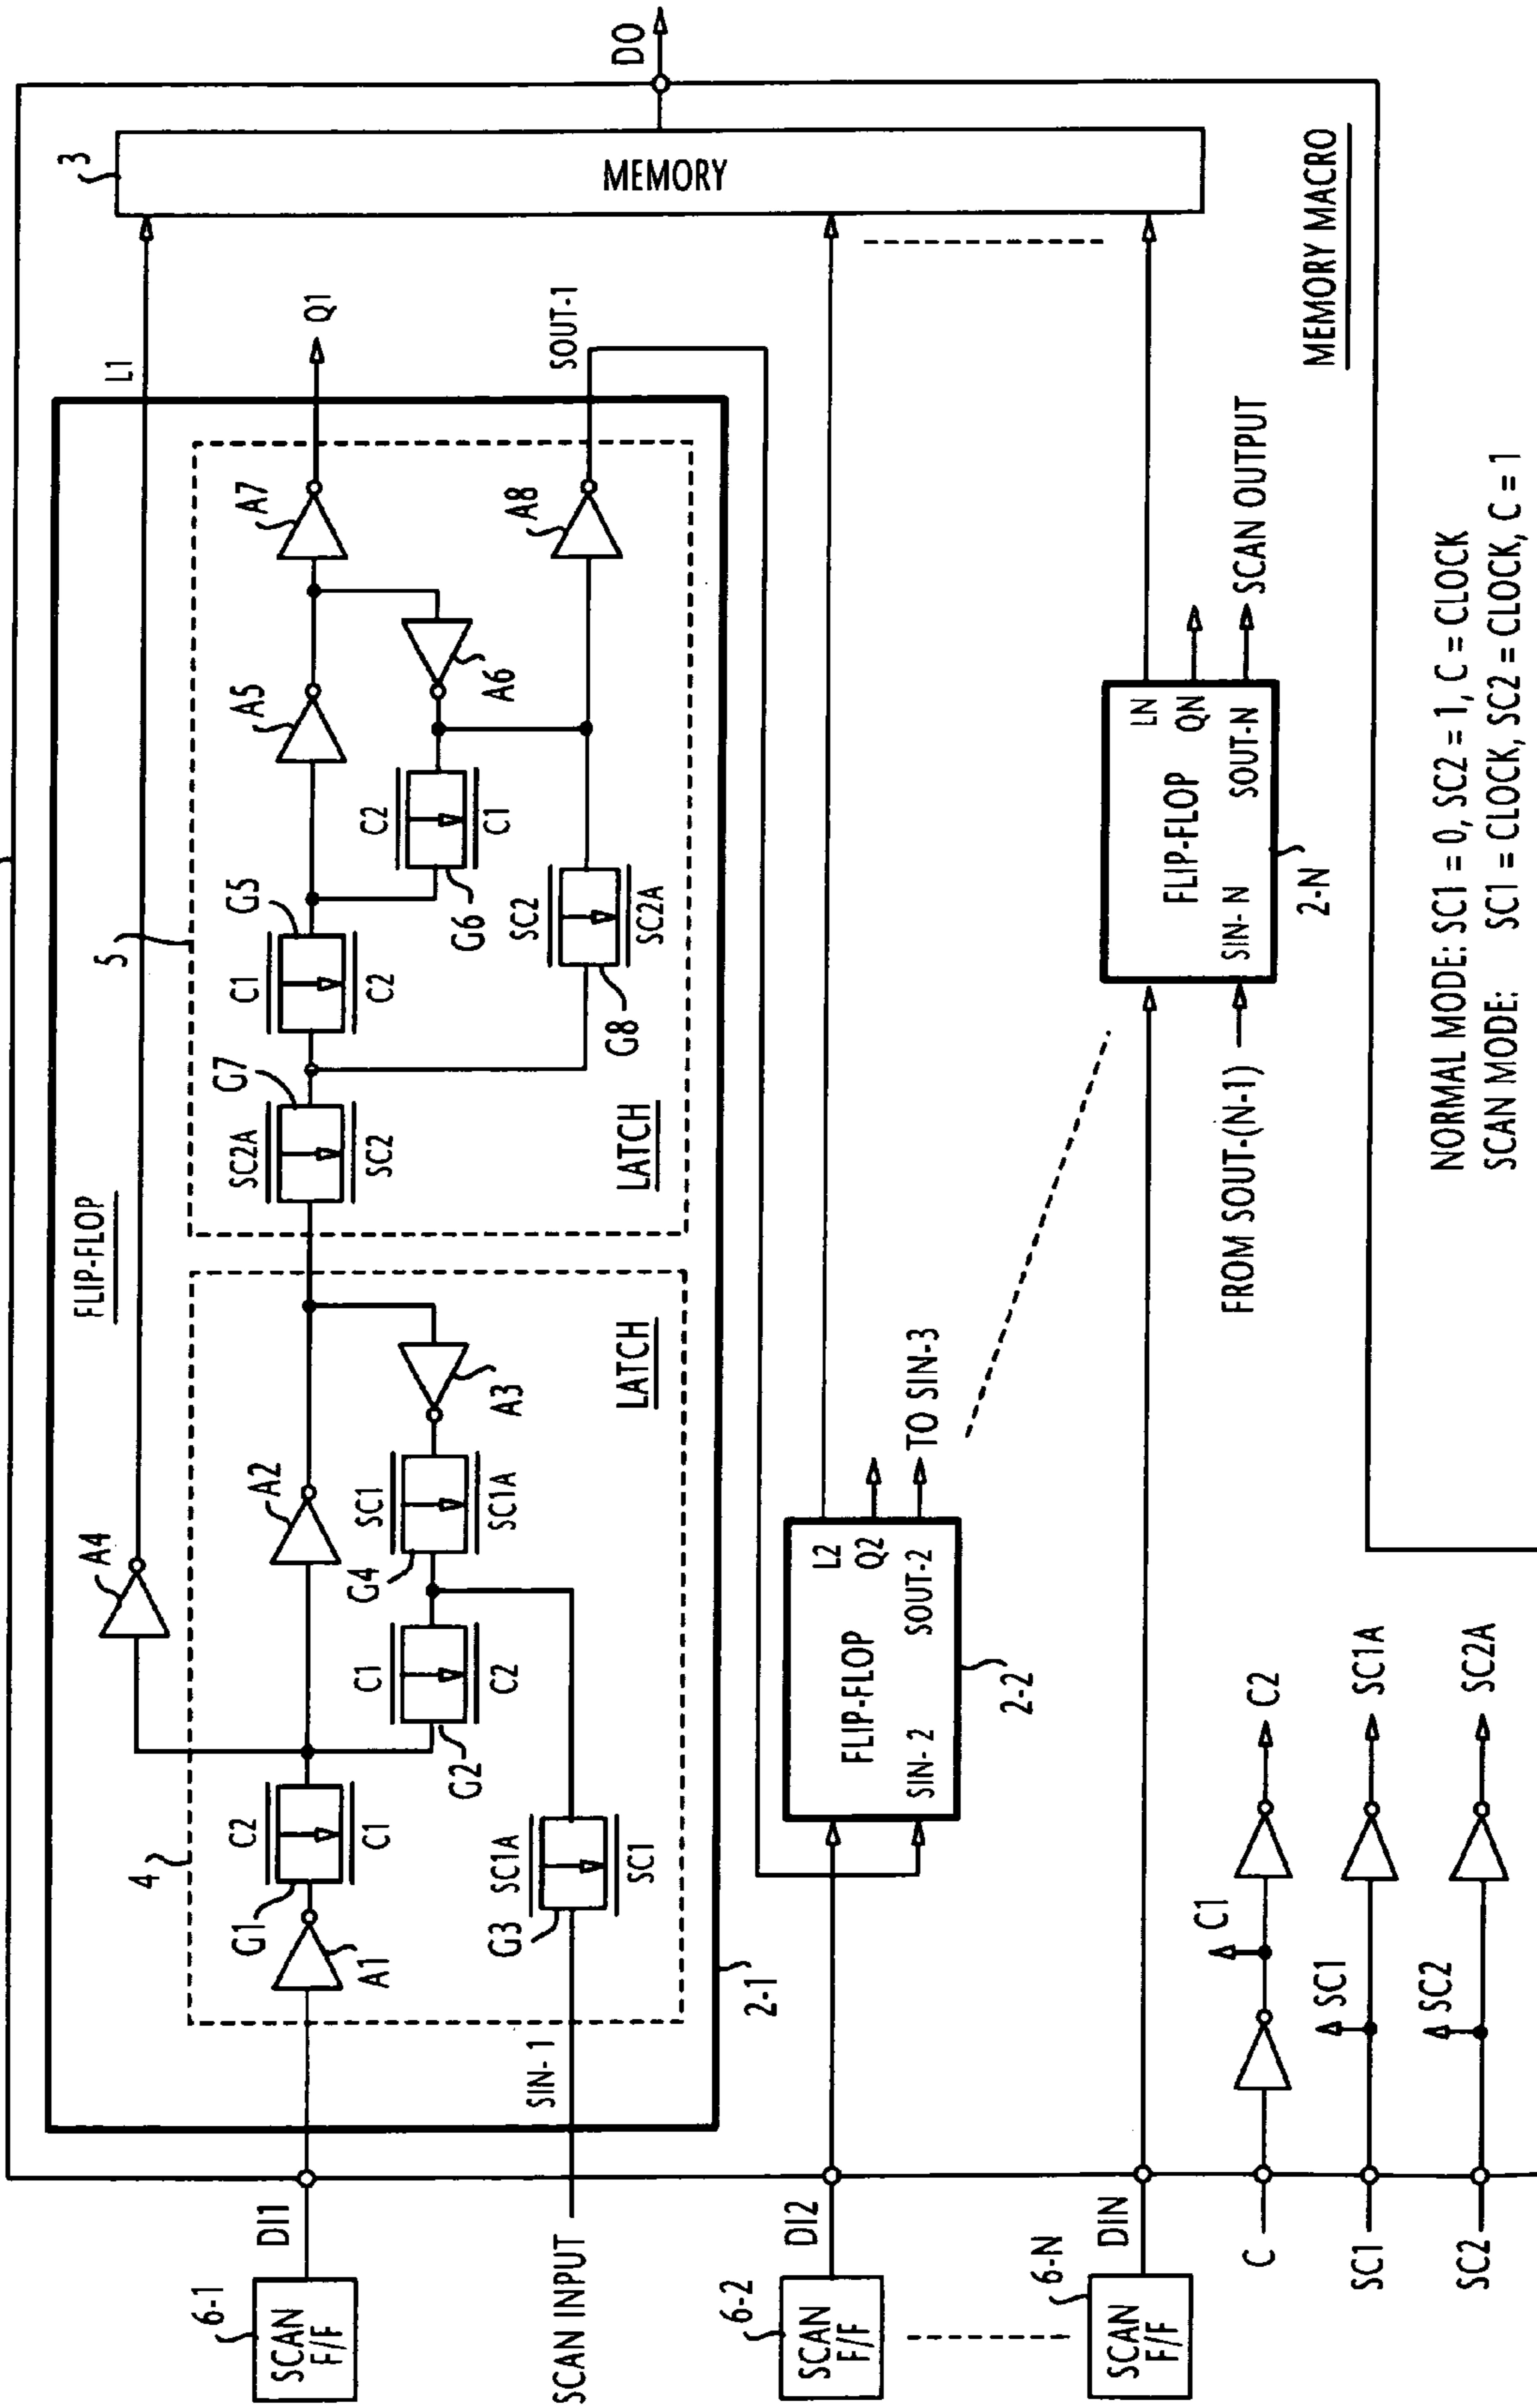 6-1
SCAN
F/F
DI1
SCAN INPUT
SIN-1
FLIP-FLOP
2-1
4
LATCH
A1
G1
C2
C1
A4
A2
G2
C1
C2
G4
SC1
SC1A
A3
G3
SC1A
SC1
5
LATCH
G7
SC2A
SC2
G5
C1
C2
A5
G6
C2
C1
A6
A7
G8
SC2
SC2A
A8
L1
Q1
SOUT-1
3
MEMORY
DO
6-2
SCAN
F/F
DI2
FLIP-FLOP
SIN-2
L2
Q2
SOUT-2
2-2
TO SIN-3
6-N
SCAN
F/F
DIN
FROM SOUT-(N-1)
FLIP-FLOP
SIN-N
LN
QN
SOUT-N
2-N
SCAN OUTPUT
MEMORY MACRO
C
C1
C2
SC1
SC1
SC1A
SC2
SC2
SC2A
NORMAL MODE: SC1 = 0, SC2 = 1, C = CLOCK
SCAN MODE: SC1 = CLOCK, SC2 = CLOCK, C = 1